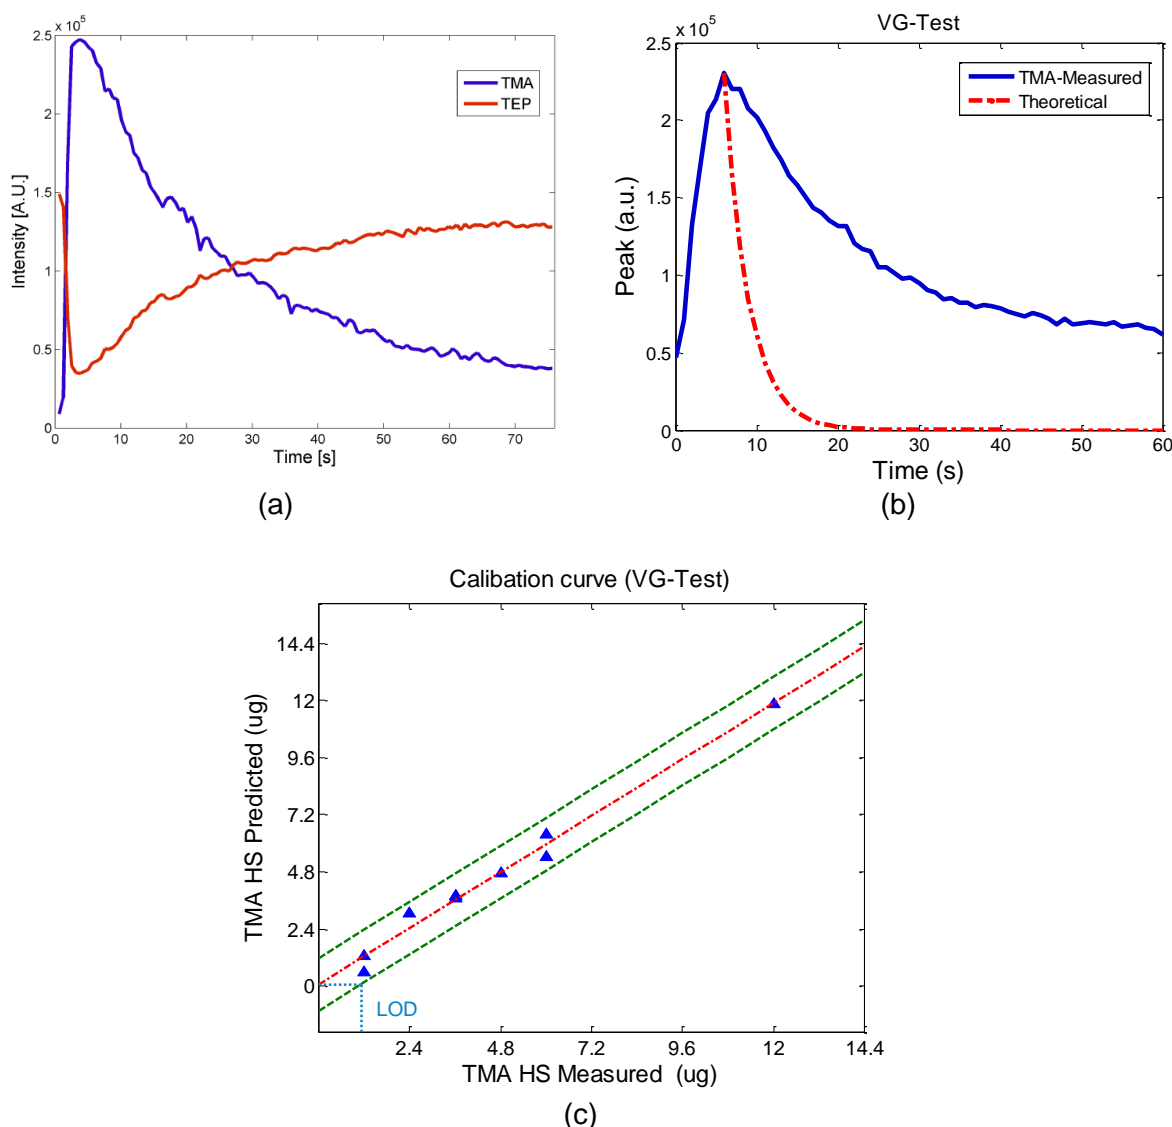 x 10⁵
2.5
2
1.5
1
0.5
0
Intensity [A.U.]
TMA
TEP
0 10 20 30 40 50 60 70
Time [s]
(a)
VG-Test
x 10⁵
2.5
2
1.5
1
0.5
0
Peak (a.u.)
TMA-Measured
Theoretical
0 10 20 30 40 50 60
Time (s)
(b)
Calibation curve (VG-Test)
14.4
12
9.6
7.2
4.8
2.4
0
TMA HS Predicted (ug)
LOD
2.4 4.8 7.2 9.6 12 14.4
TMA HS Measured (ug)
(c)